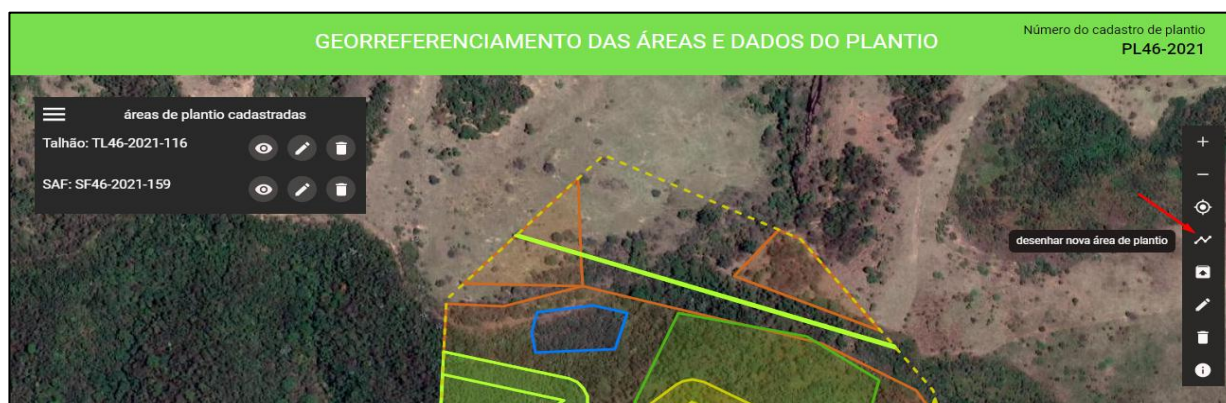 GEORREFERENCIAMENTO DAS ÁREAS E DADOS DO PLANTIO
Número do cadastro de plantio
PL46-2021
áreas de plantio cadastradas
Talhão: TL46-2021-116
SAF: SF46-2021-159
desenhar nova área de plantio